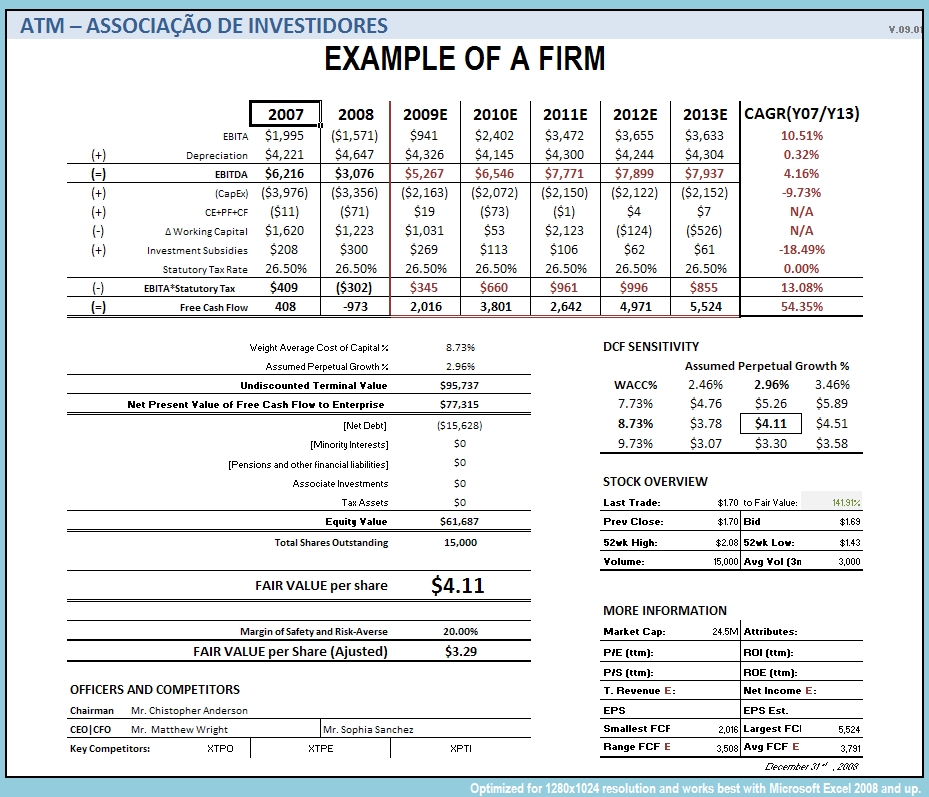 ATM – ASSOCIAÇÃO DE INVESTIDORES V.09.01
EXAMPLE OF A FIRM
2007 2008 2009E 2010E 2011E 2012E 2013E CAGR(Y07/Y13)
EBITA $1,995 ($1,571) $941 $2,402 $3,472 $3,655 $3,633 10.51%
(+) Depreciation $4,221 $4,647 $4,326 $4,145 $4,300 $4,244 $4,304 0.32%
(=) EBITDA $6,216 $3,076 $5,267 $6,546 $7,771 $7,899 $7,937 4.16%
(+) (CapEx) ($3,976) ($3,356) ($2,163) ($2,072) ($2,150) ($2,122) ($2,152) -9.73%
(+) CE+PF+CF ($11) ($71) $19 ($73) ($1) $4 $7 N/A
(-) Δ Working Capital $1,620 $1,223 $1,031 $53 $2,123 ($124) ($526) N/A
(+) Investment Subsidies $208 $300 $269 $113 $106 $62 $61 -18.49%
Statutory Tax Rate 26.50% 26.50% 26.50% 26.50% 26.50% 26.50% 26.50% 0.00%
(-) EBITA*Statutory Tax $409 ($302) $345 $660 $961 $996 $855 13.08%
(=) Free Cash Flow 408 -973 2,016 3,801 2,642 4,971 5,524 54.35%
Weight Average Cost of Capital % 8.73%
Assumed Perpetual Growth % 2.96%
Undiscounted Terminal Value $95,737
Net Present Value of Free Cash Flow to Enterprise $77,315
[Net Debt] ($15,628)
[Minority Interests] $0
[Pensions and other financial liabilities] $0
Associate Investments $0
Tax Assets $0
Equity Value $61,687
Total Shares Outstanding 15,000
FAIR VALUE per share $4.11
Margin of Safety and Risk-Averse 20.00%
FAIR VALUE per Share (Ajusted) $3.29
OFFICERS AND COMPETITORS
Chairman Mr. Chistopher Anderson
CEO|CFO Mr. Matthew Wright Mr. Sophia Sanchez
Key Competitors: XTPO XTPE XPTI
DCF SENSITIVITY
Assumed Perpetual Growth %
WACC% 2.46% 2.96% 3.46%
7.73% $4.76 $5.26 $5.89
8.73% $3.78 $4.11 $4.51
9.73% $3.07 $3.30 $3.58
STOCK OVERVIEW
Last Trade: $1.70 to Fair Value: 141.91%
Prev Close: $1.70 Bid $1.69
52wk High: $2.08 52wk Low: $1.43
Volume: 15,000 Avg Vol (3n 3,000
MORE INFORMATION
Market Cap: 24.5M Attributes:
P/E (ttm): ROI (ttm):
P/S (ttm): ROE (ttm):
T. Revenue E: Net Income E:
EPS EPS Est.
Smallest FCF 2,016 Largest FCI 5,524
Range FCF E 3,508 Avg FCF E 3,791
December 31st , 2008
Optimized for 1280x1024 resolution and works best with Microsoft Excel 2008 and up.